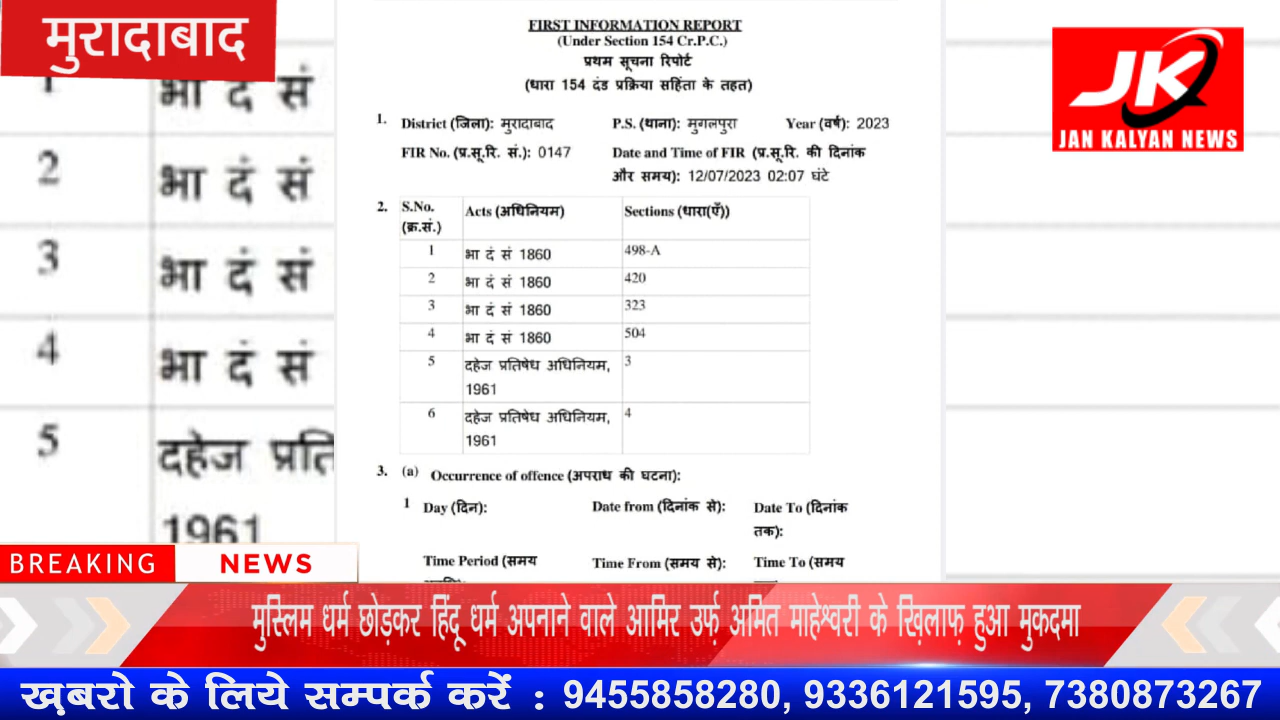 मुरादाबाद
FIRST INFORMATION REPORT
(Under Section 154 Cr.P.C.)
प्रथम सूचना रिपोर्ट
(धारा 154 दंड प्रक्रिया सहिंता के तहत)
JK
JAN KALYAN NEWS
1. District (जिला): मुरादाबाद P.S. (थाना): मुगलपुरा Year (वर्ष): 2023
FIR No. (प्र.सू.रि. सं.): 0147 Date and Time of FIR (प्र.सू.रि. की दिनांक
और समय): 12/07/2023 02:07 घंटे
2. S.No. Acts (अधिनियम) Sections (धारा(एँ))
(क्र.सं.)
1 भा दं सं 1860 498-A
2 भा दं सं 1860 420
3 भा दं सं 1860 323
4 भा दं सं 1860 504
5 दहेज प्रतिषेध अधिनियम, 3
1961
6 दहेज प्रतिषेध अधिनियम, 4
1961
3. (a) Occurrence of offence (अपराध की घटना):
1 Day (दिन): Date from (दिनांक से): Date To (दिनांक
तक):
Time Period (समय Time From (समय से): Time To (समय
1 भा दं सं
2 भा दं सं
3 भा दं सं
4 भा दं सं
5 दहेज प्रति
1961
BREAKING NEWS
मुस्लिम धर्म छोड़कर हिंदू धर्म अपनाने वाले आमिर उर्फ़ अमित माहेश्वरी के ख़िलाफ़ हुआ मुकदमा
ख़बरो के लिये सम्पर्क करें : 9455858280, 9336121595, 7380873267